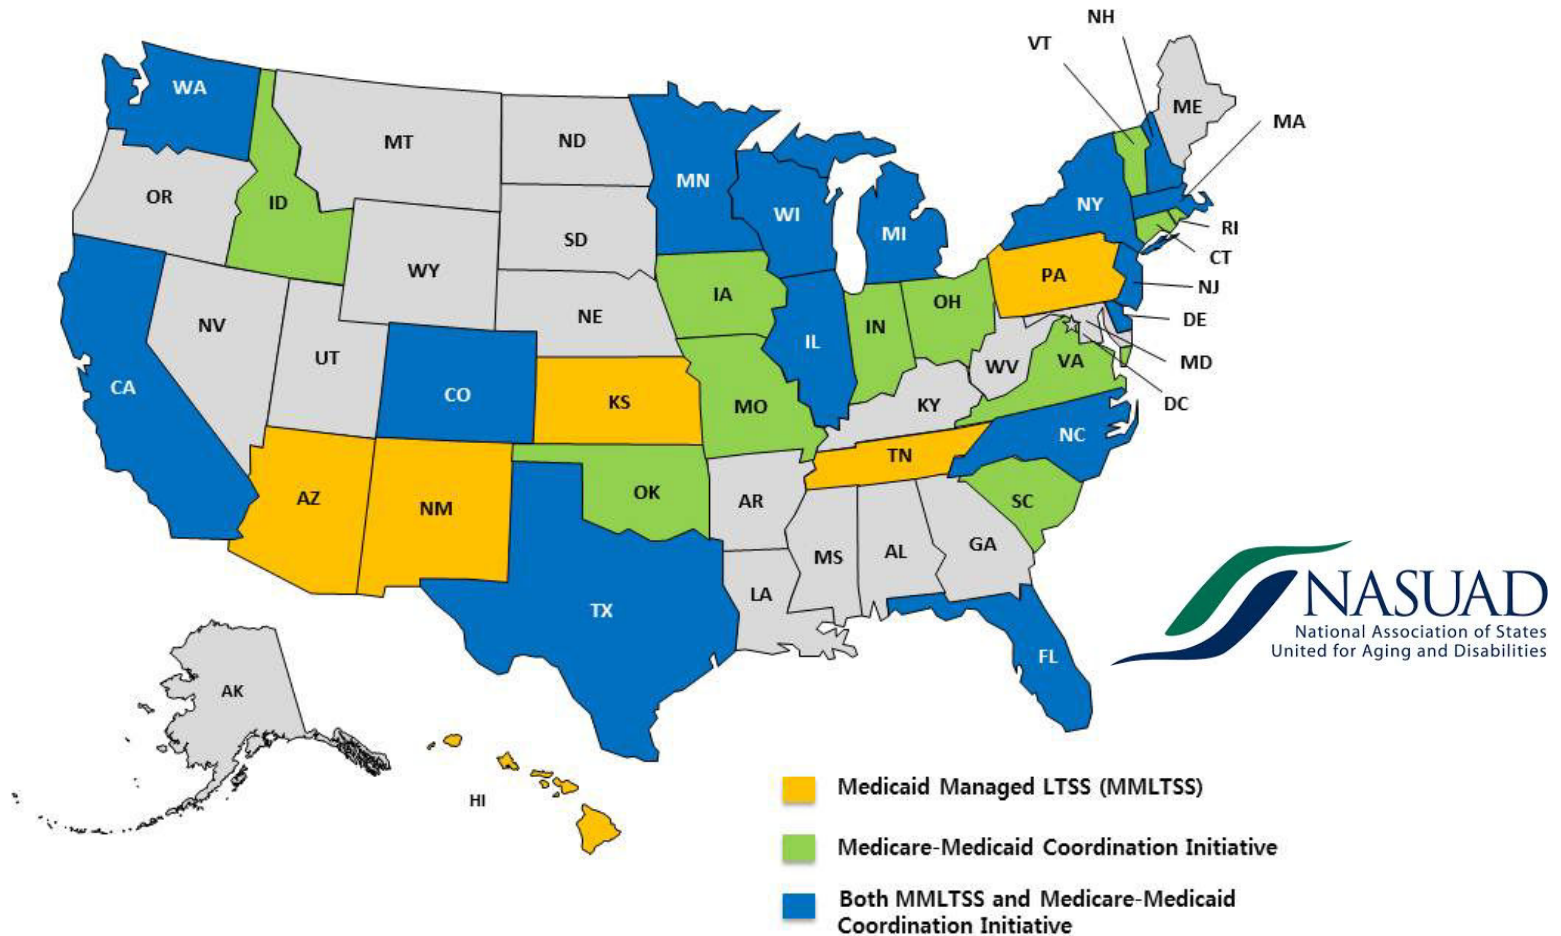 NH
VT
WA
ME
MA
MT
ND
MN
OR
ID
WI
NY
MI
RI
SD
CT
WY
PA
NJ
IA
OH
NE
DE
NV
IN
UT
IL
VA
MD
WV
CA
CO
KS
MO
KY
DC
NC
TN
AZ
NM
OK
AR
SC
MS
AL
GA
LA
TX
NASUAD
National Association of States
United for Aging and Disabilities
FL
AK
HI
Medicaid Managed LTSS (MMLTSS)
Medicare-Medicaid Coordination Initiative
Both MMLTSS and Medicare-Medicaid
Coordination Initiative